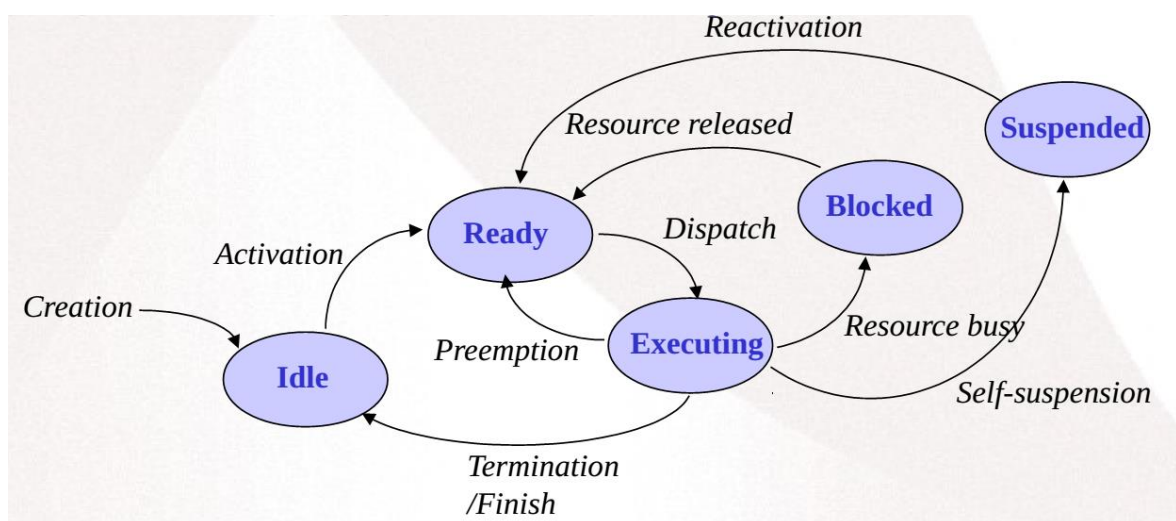 Reactivation
Suspended
Resource released
Blocked
Ready
Dispatch
Activation
Creation
Resource busy
Preemption
Executing
Idle
Self-suspension
Termination
/Finish